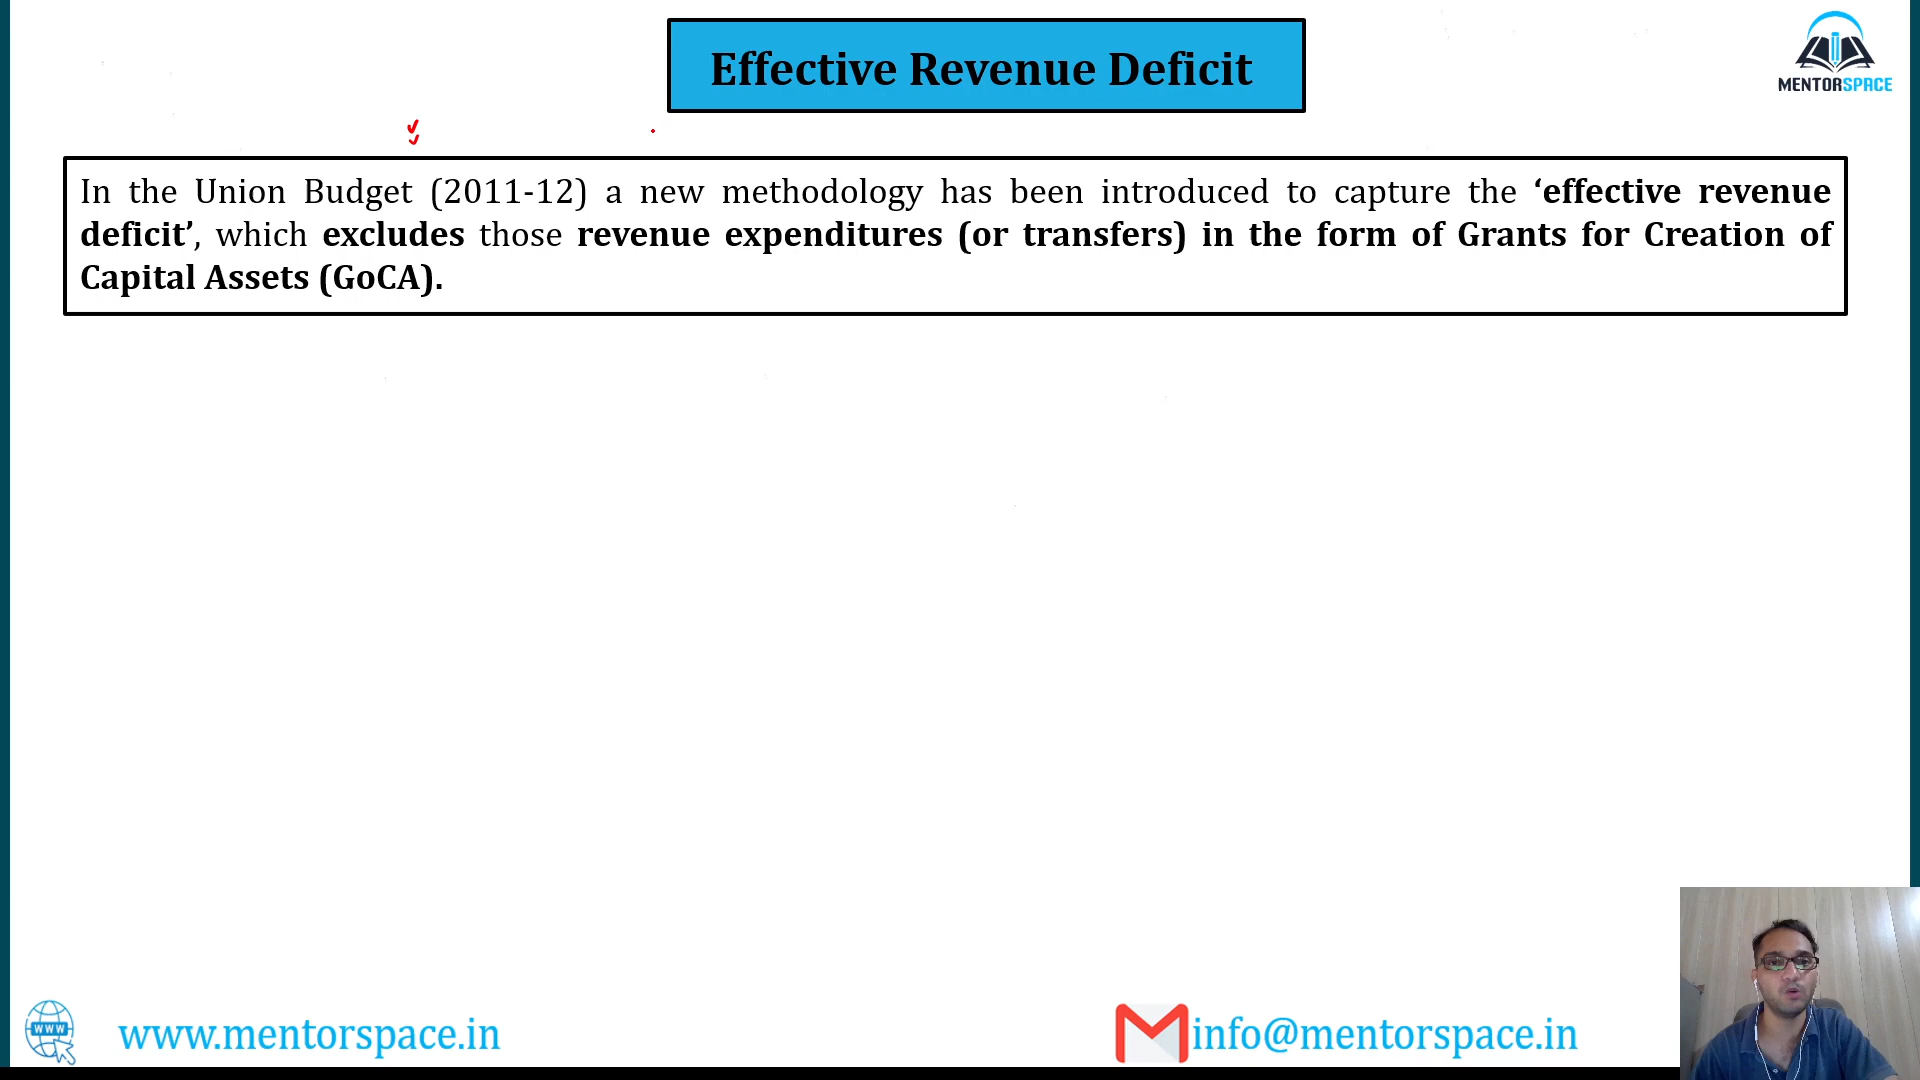 Effective Revenue Deficit
MENTORSPACE
In the Union Budget (2011-12) a new methodology has been introduced to capture the ‘effective revenue
deficit’, which excludes those revenue expenditures (or transfers) in the form of Grants for Creation of
Capital Assets (GoCA).
WWW
www.mentorspace.in
info@mentorspace.in